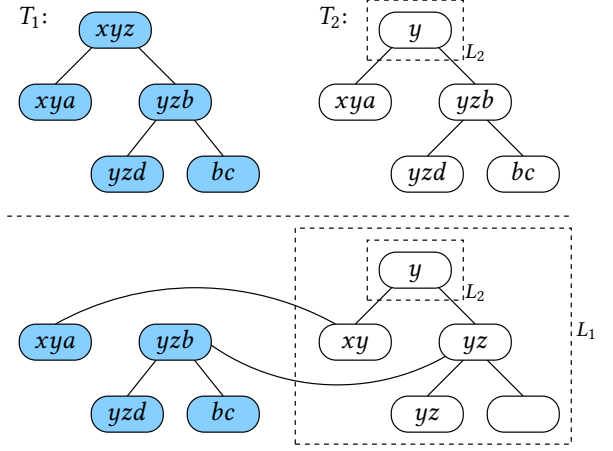 T₁: xyz T₂: y L₂
xya yzb xya yzb
yzd bc yzd bc
y L₂
xya yzb xy yz L₁
yzd bc yz